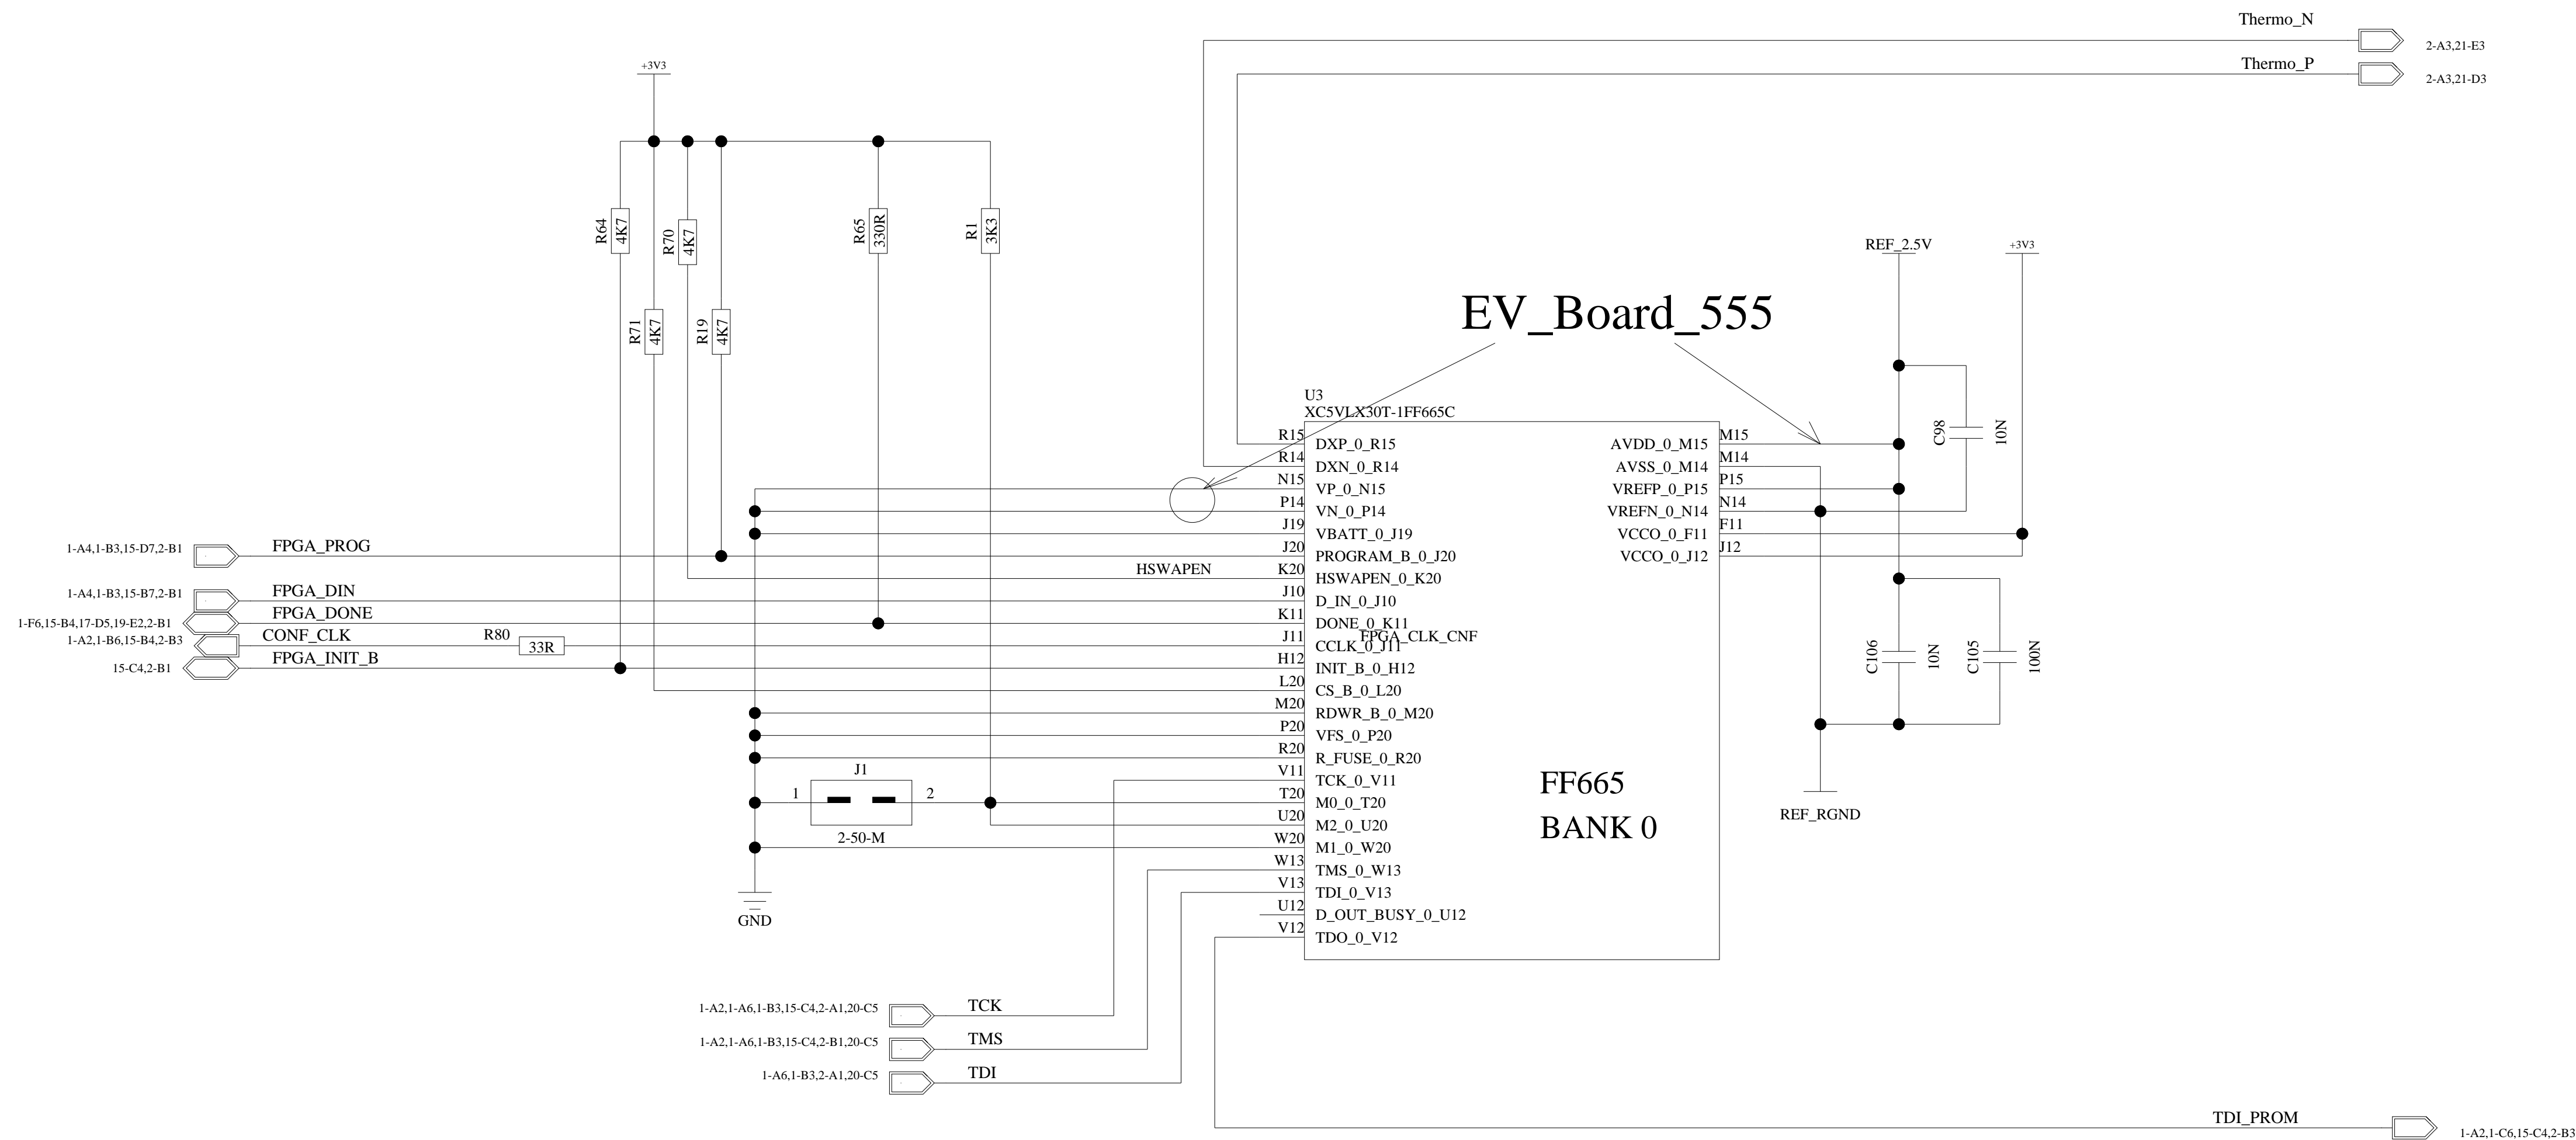 Thermo_N
2-A3,21-E3
Thermo_P
2-A3,21-D3
+3V3
R64
4K7
R70
4K7
R65
330R
R1
3K3
R71
4K7
R19
4K7
REF_2.5V
+3V3
EV_Board_555
C98
10N
U3
XC5VLX30T-1FF665C
R15 DXP_0_R15 AVDD_0_M15 M15
R14 DXN_0_R14 AVSS_0_M14 M14
N15 VP_0_N15 VREFP_0_P15 P15
P14 VN_0_P14 VREFN_0_N14 N14
J19 VBATT_0_J19 VCCO_0_F11 F11
1-A4,1-B3,15-D7,2-B1 FPGA_PROG J20 PROGRAM_B_0_J20 VCCO_0_J12 J12
HSWAPEN K20 HSWAPEN_0_K20
1-A4,1-B3,15-B7,2-B1 FPGA_DIN J10 D_IN_0_J10
1-F6,15-B4,17-D5,19-E2,2-B1 FPGA_DONE K11 DONE_0_K11
1-A2,1-B6,15-B4,2-B3 CONF_CLK R80 33R J11 CCLK_0_J11 FPGA_CLK_CNF
15-C4,2-B1 FPGA_INIT_B H12 INIT_B_0_H12
L20 CS_B_0_L20
M20 RDWR_B_0_M20
P20 VFS_0_P20
R20 R_FUSE_0_R20
V11 TCK_0_V11
T20 M0_0_T20
U20 M2_0_U20
W20 M1_0_W20
W13 TMS_0_W13
V13 TDI_0_V13
U12 D_OUT_BUSY_0_U12
V12 TDO_0_V12
FF665
BANK 0
C106
10N
C105
100N
REF_RGND
J1
1 2
2-50-M
GND
1-A2,1-A6,1-B3,15-C4,2-A1,20-C5 TCK
1-A2,1-A6,1-B3,15-C4,2-B1,20-C5 TMS
1-A6,1-B3,2-A1,20-C5 TDI
TDI_PROM
1-A2,1-C6,15-C4,2-B3